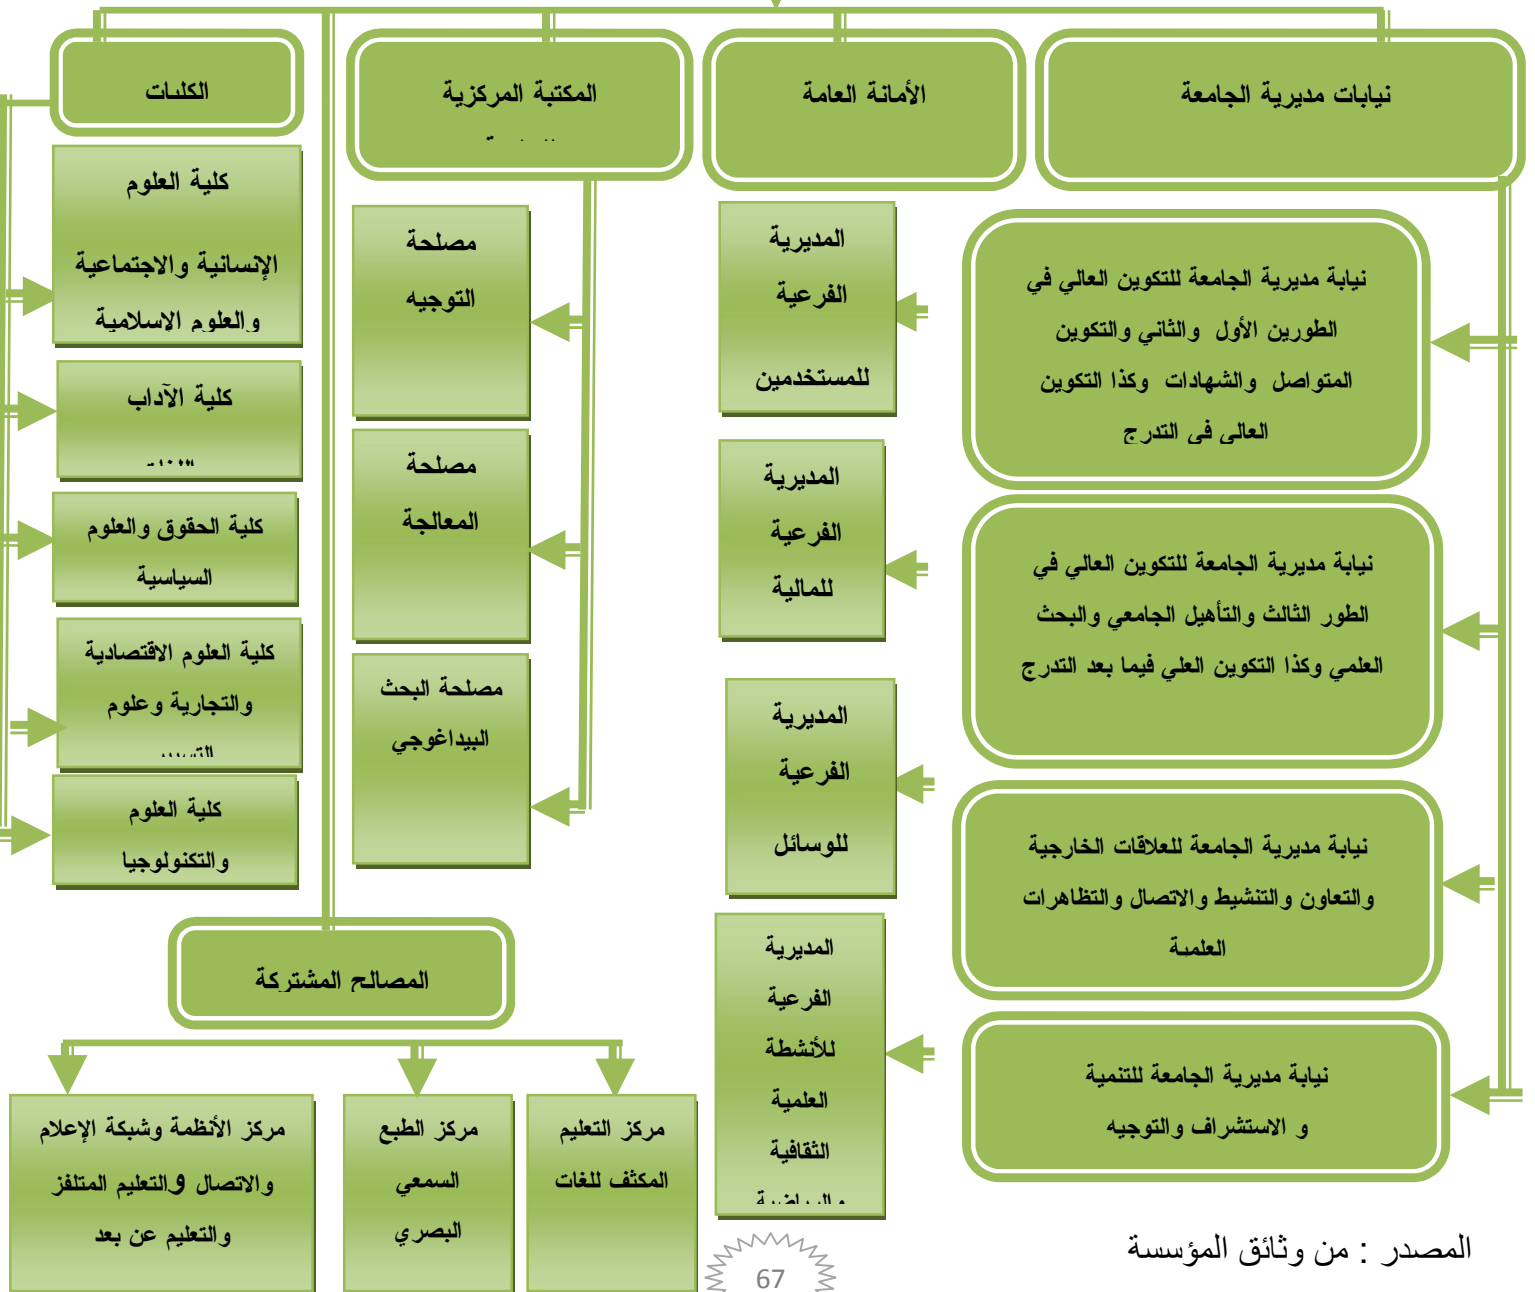 نيابات مديرية الجامعة
الأمانة العامة
المكتبة المركزية
الكليات
نيابة مديرية الجامعة للتكوين العالي في
الطورين الأول والثاني والتكوين
المتواصل والشهادات وكذا التكوين
العالي في التدرج
نيابة مديرية الجامعة للتكوين العالي في
الطور الثالث والتأهيل الجامعي والبحث
العلمي وكذا التكوين العلي فيما بعد التدرج
نيابة مديرية الجامعة للعلاقات الخارجية
والتعاون والتنشيط والاتصال والتظاهرات
العلمية
نيابة مديرية الجامعة للتنمية
و الاستشراف والتوجيه
المديرية
الفرعية
للمستخدمين
المديرية
الفرعية
للمالية
المديرية
الفرعية
للوسائل
المديرية
الفرعية
للأنشطة
العلمية
الثقافية
والرياضية
مصلحة
التوجيه
مصلحة
المعالجة
مصلحة البحث
البيداغوجي
كلية العلوم
الإنسانية والاجتماعية
والعلوم الإسلامية
كلية الآداب
كلية الحقوق والعلوم
السياسية
كلية العلوم الاقتصادية
والتجارية وعلوم
التسيير
كلية العلوم
والتكنولوجيا
المصالح المشتركة
مركز التعليم
المكثف للغات
مركز الطبع
السمعي
البصري
مركز الأنظمة وشبكة الإعلام
والاتصال والتعليم المتلفز
والتعليم عن بعد
المصدر : من وثائق المؤسسة
67